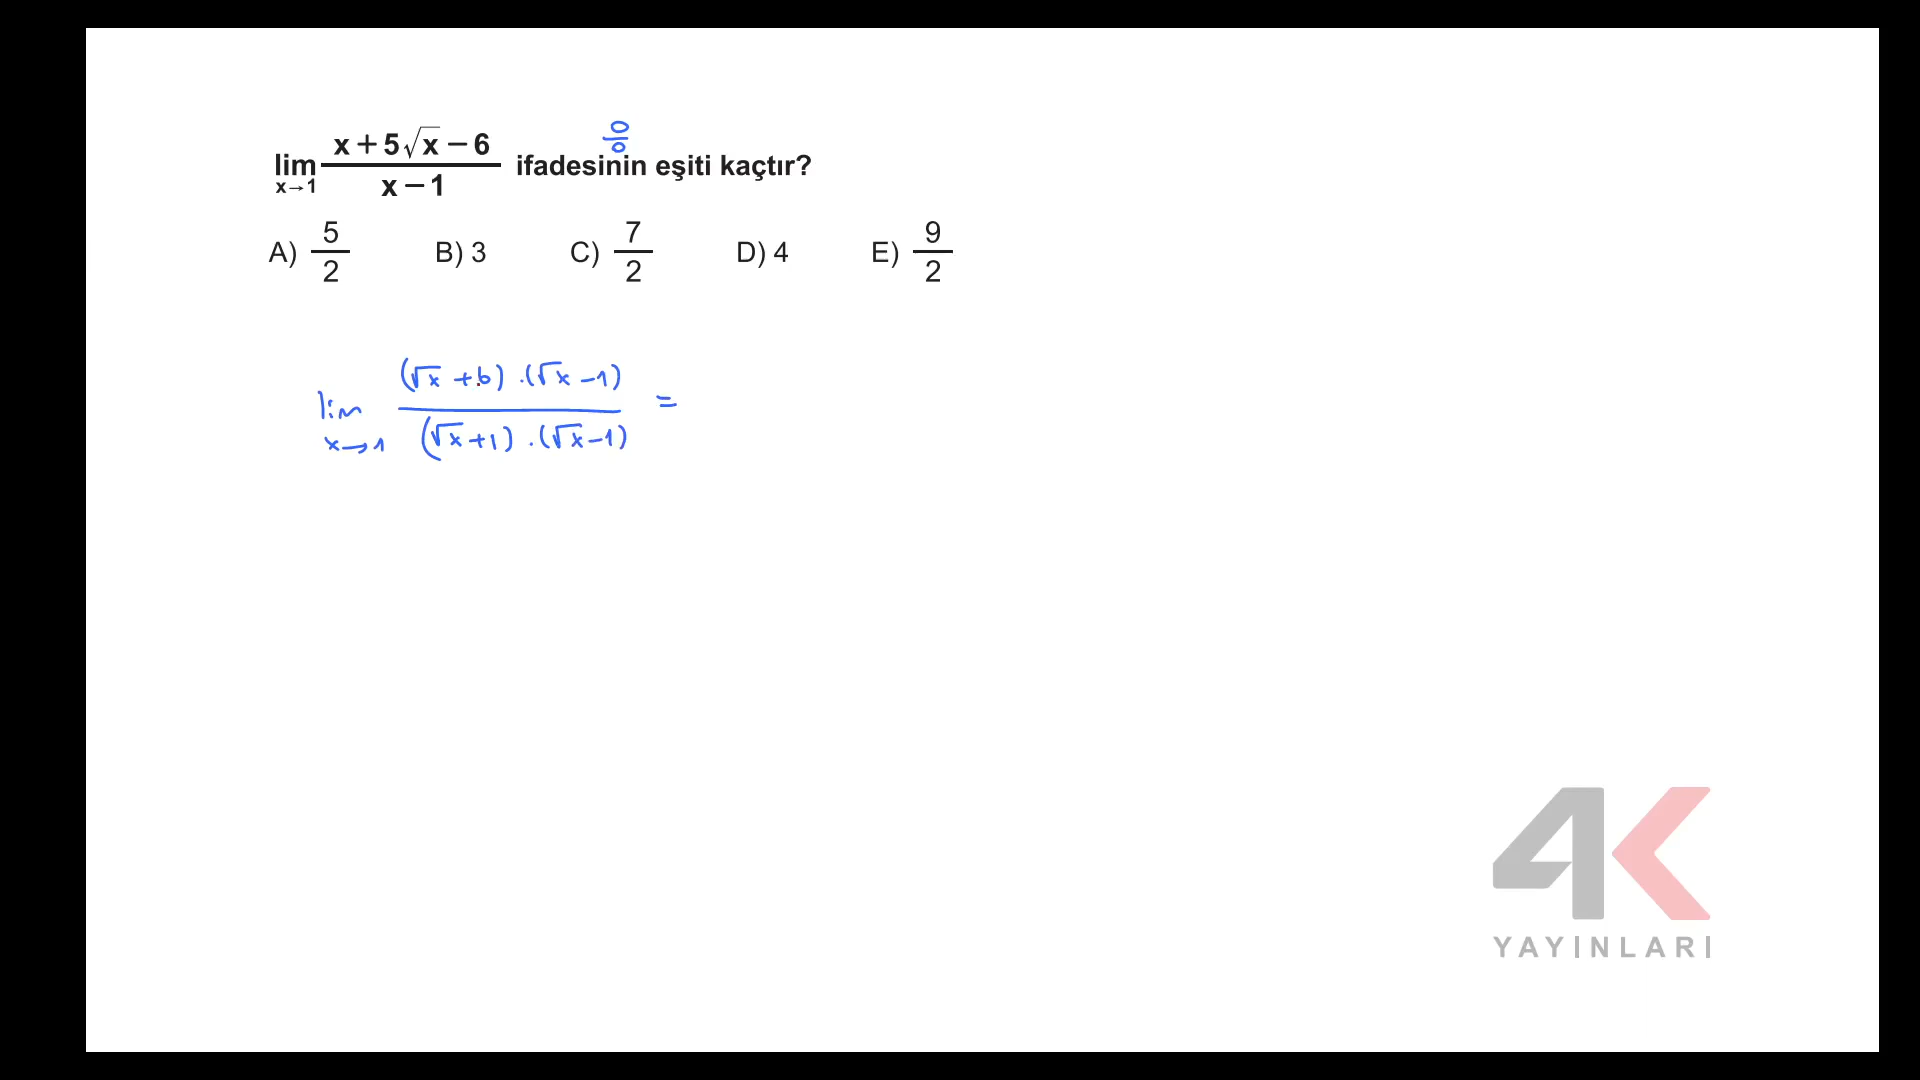 lim x→1 (x + 5√x − 6)/(x − 1) ifadesinin eşiti kaçtır? 0/0
A) 5/2 B) 3 C) 7/2 D) 4 E) 9/2
lim x→1 ((√x + 6) . (√x − 1))/((√x + 1) . (√x − 1)) =
4K
YAYINLARI